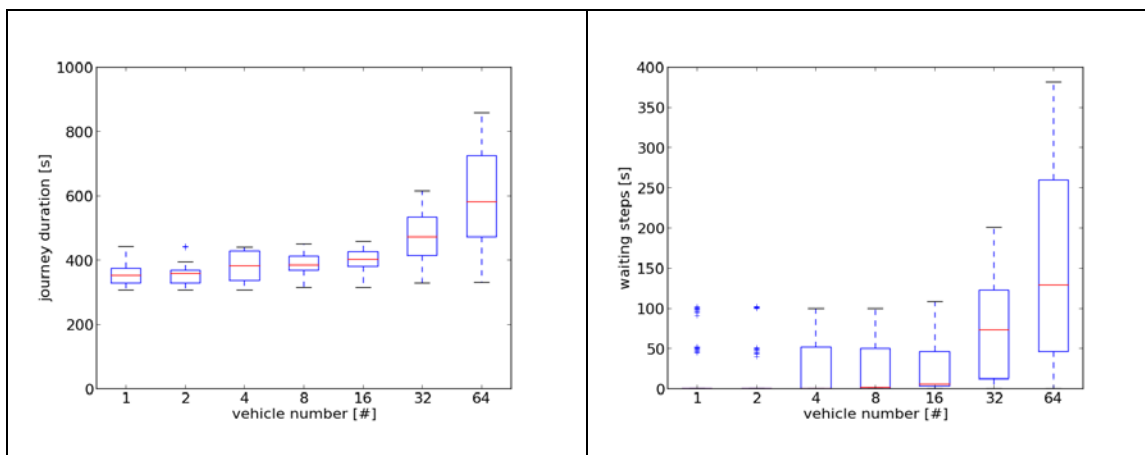 1000
800
600
400
200
0
journey duration [s]
1 2 4 8 16 32 64
vehicle number [#]
400
350
300
250
200
150
100
50
0
waiting steps [s]
1 2 4 8 16 32 64
vehicle number [#]